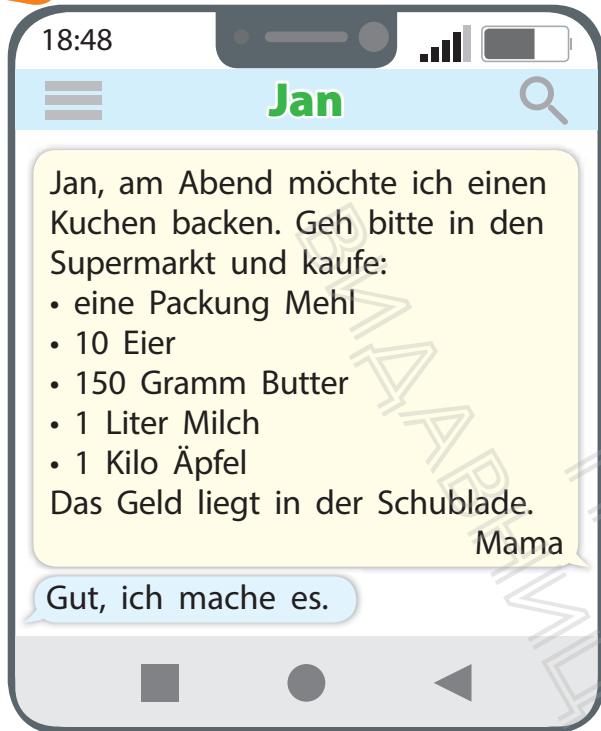 18:48
Jan
Jan, am Abend möchte ich einen
Kuchen backen. Geh bitte in den
Supermarkt und kaufe:
• eine Packung Mehl
• 10 Eier
• 150 Gramm Butter
• 1 Liter Milch
• 1 Kilo Äpfel
Das Geld liegt in der Schublade.
Mama
Gut, ich mache es.